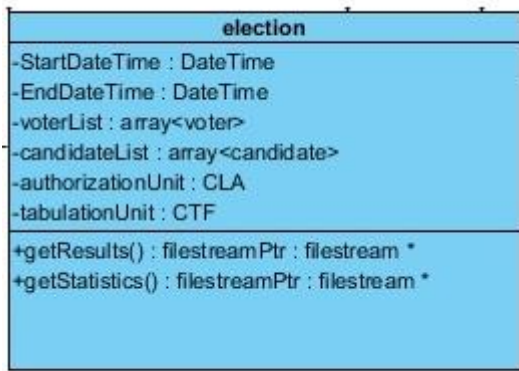 election
-StartDateTime : DateTime
-EndDateTime : DateTime
-voterList : array<voter>
-candidateList : array<candidate>
-authorizationUnit : CLA
-tabulationUnit : CTF
+getResults() : filestreamPtr : filestream *
+getStatistics() : filestreamPtr : filestream *